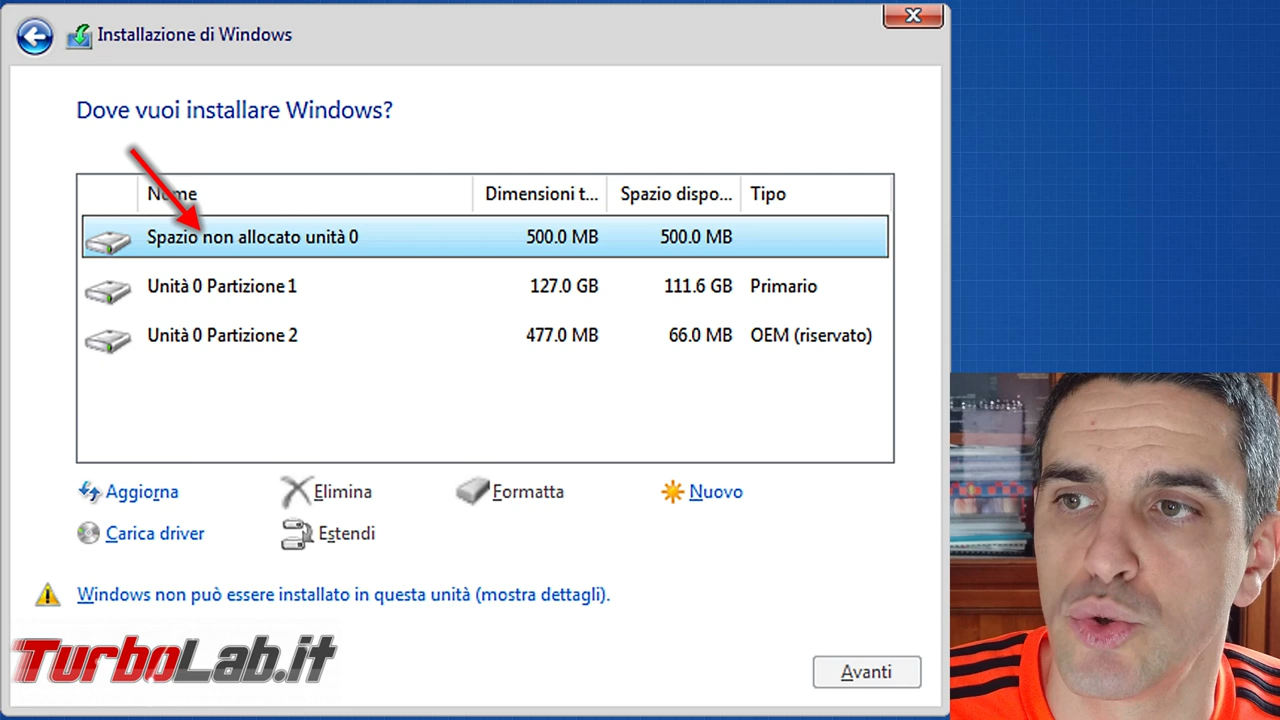 Installazione di Windows
Dove vuoi installare Windows?
Nome Dimensioni t... Spazio dispo... Tipo
Spazio non allocato unità 0 500.0 MB 500.0 MB
Unità 0 Partizione 1 127.0 GB 111.6 GB Primario
Unità 0 Partizione 2 477.0 MB 66.0 MB OEM (riservato)
Aggiorna Elimina Formatta Nuovo
Carica driver Estendi
Windows non può essere installato in questa unità (mostra dettagli).
TurboLab.it
Avanti